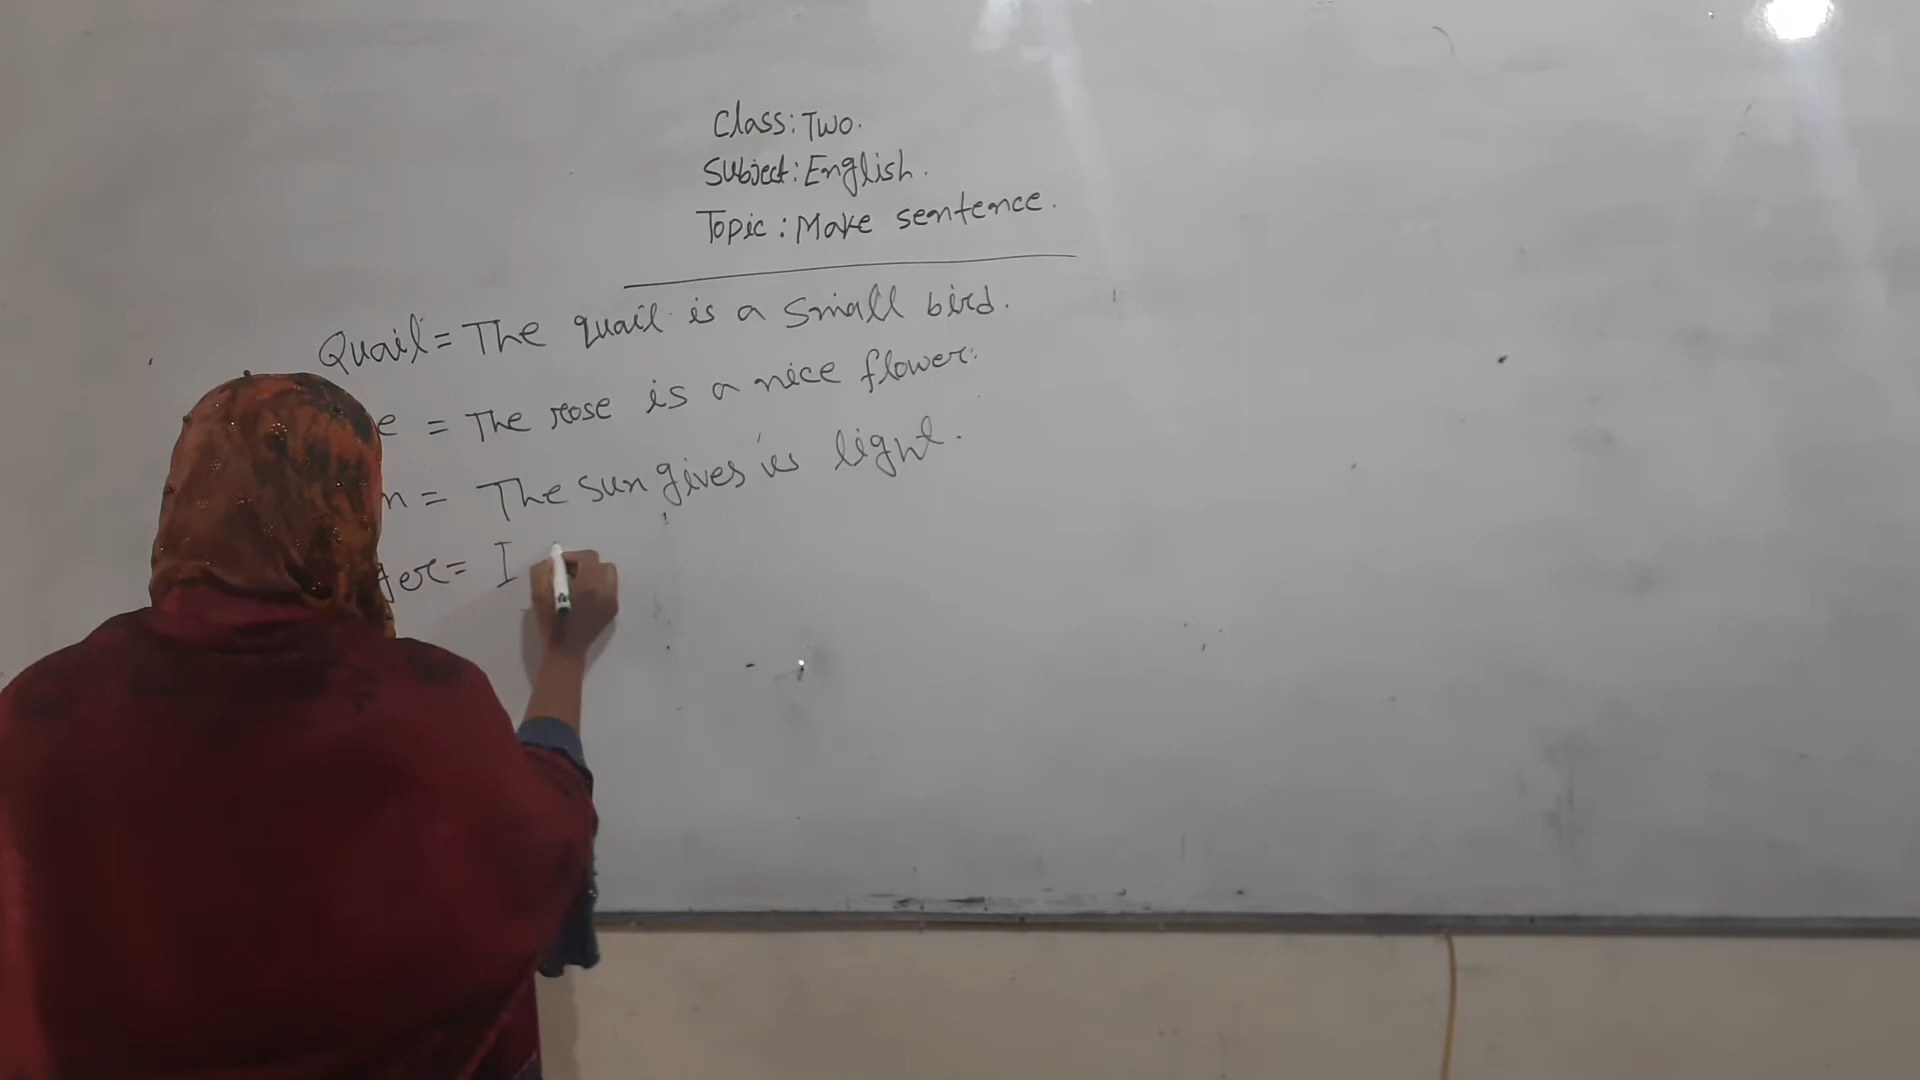 Class: Two.
Subject: English.
Topic: Make sentence.
Quail = The quail is a small bird.
e = The rose is a nice flower.
n = The sun gives us light.
er = I